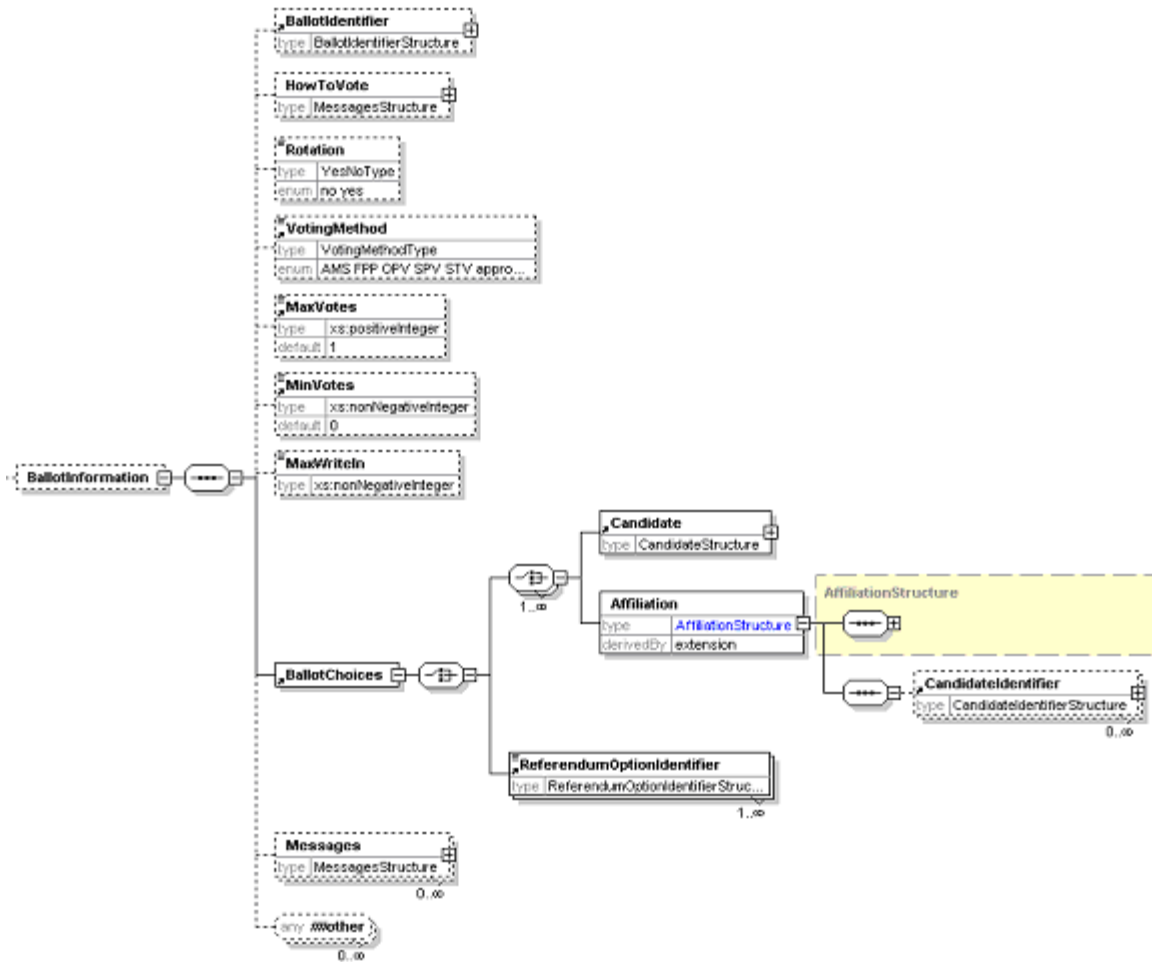 BallotIdentifier
type BallotIdentifierStructure
HowToVote
type MessagesStructure
Rotation
type YesNoType
enum no yes
VotingMethod
type VotingMethodType
enum AMS FPP OPV SPV STV appro...
MaxVotes
type xs:positiveInteger
default 1
MinVotes
type xs:nonNegativeInteger
default 0
MaxWriteIn
type xs:nonNegativeInteger
BallotInformation
Candidate
type CandidateStructure
1..∞
Affiliation
type AffiliationStructure
derivedBy extension
AffiliationStructure
BallotChoices
CandidateIdentifier
type CandidateIdentifierStructure
0..∞
ReferendumOptionIdentifier
type ReferendumOptionIdentifierStruc...
1..∞
Messages
type MessagesStructure
0..∞
any ##other
0..∞